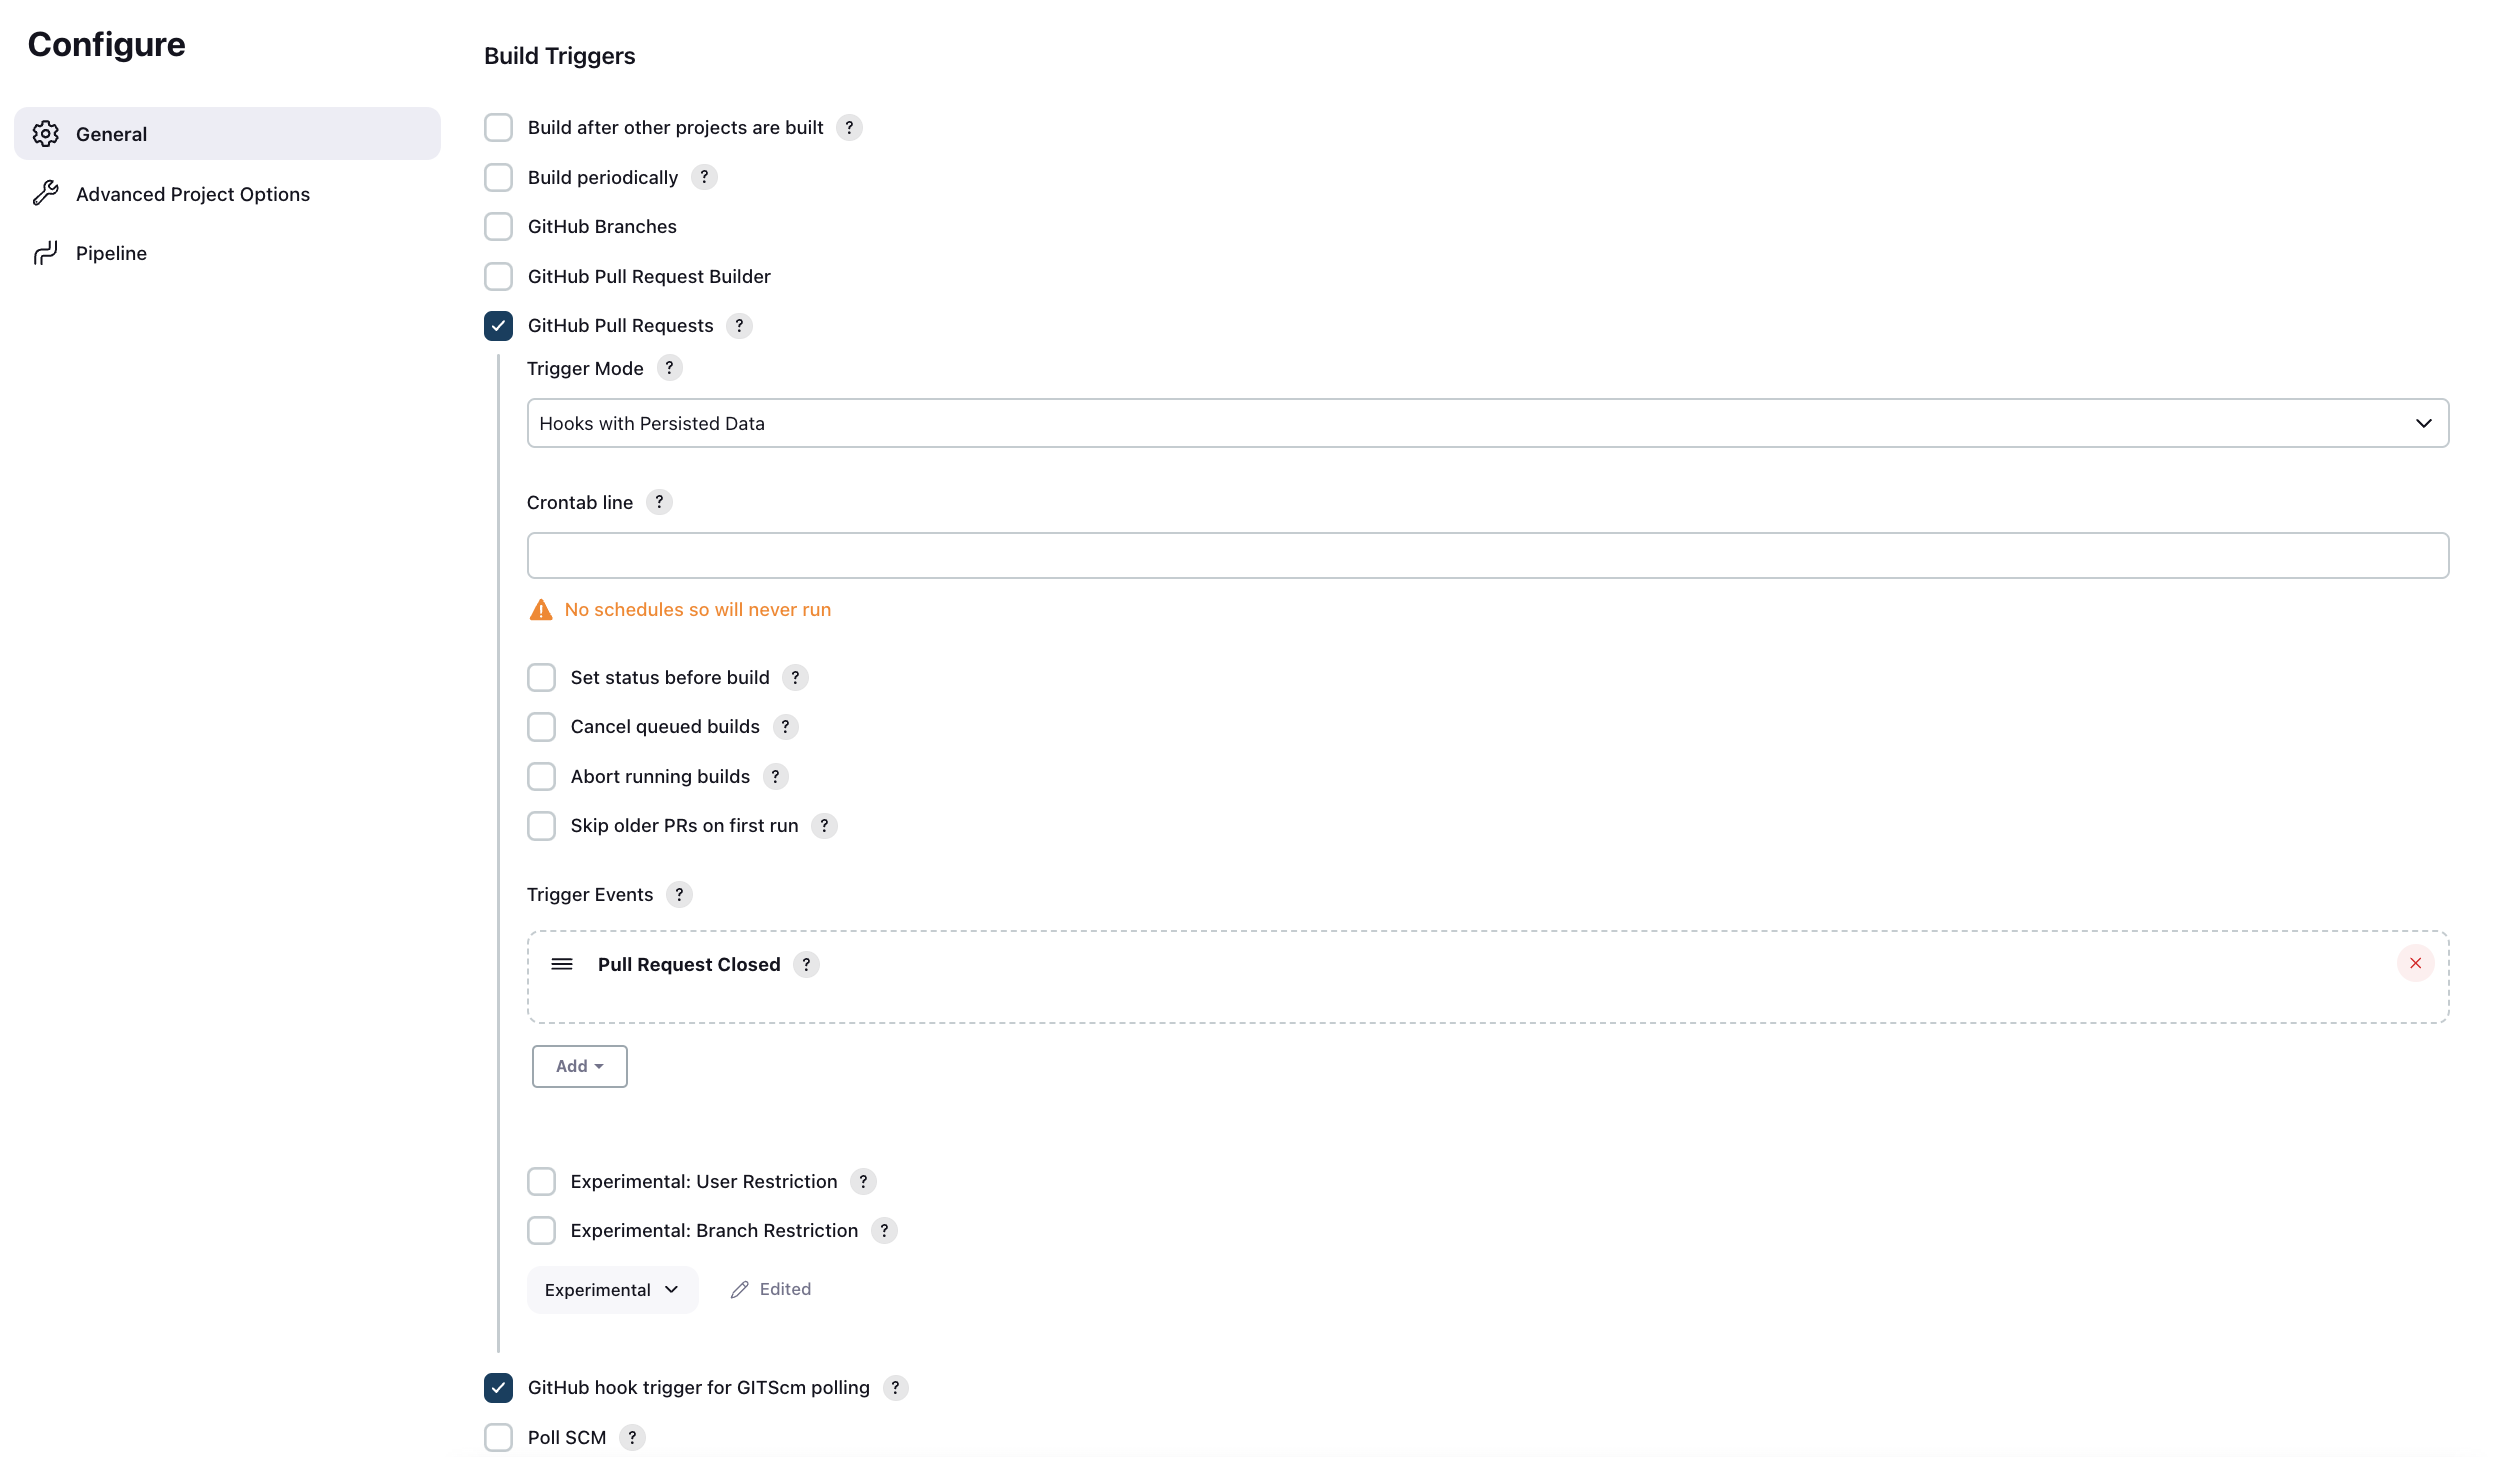 Configure
General
Advanced Project Options
Pipeline
Build Triggers
Build after other projects are built ?
Build periodically ?
GitHub Branches
GitHub Pull Request Builder
GitHub Pull Requests ?
Trigger Mode ?
Hooks with Persisted Data
Crontab line ?
No schedules so will never run
Set status before build ?
Cancel queued builds ?
Abort running builds ?
Skip older PRs on first run ?
Trigger Events ?
Pull Request Closed ?
Add
Experimental: User Restriction ?
Experimental: Branch Restriction ?
Experimental Edited
GitHub hook trigger for GITScm polling ?
Poll SCM ?